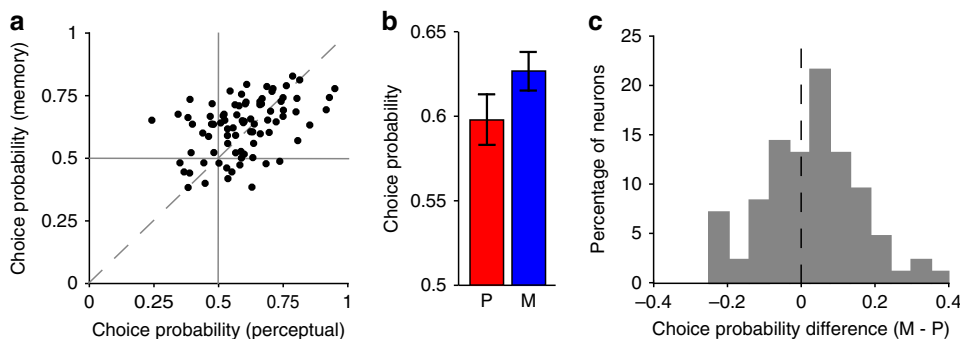 a
Choice probability (memory)
1
0.75
0.5
0.25
0
0
0.25
0.5
0.75
1
Choice probability (perceptual)
b
Choice probability
0.65
0.6
0.55
0.5
P
M
c
Percentage of neurons
25
20
15
10
5
0
−0.4
−0.2
0
0.2
0.4
Choice probability difference (M - P)